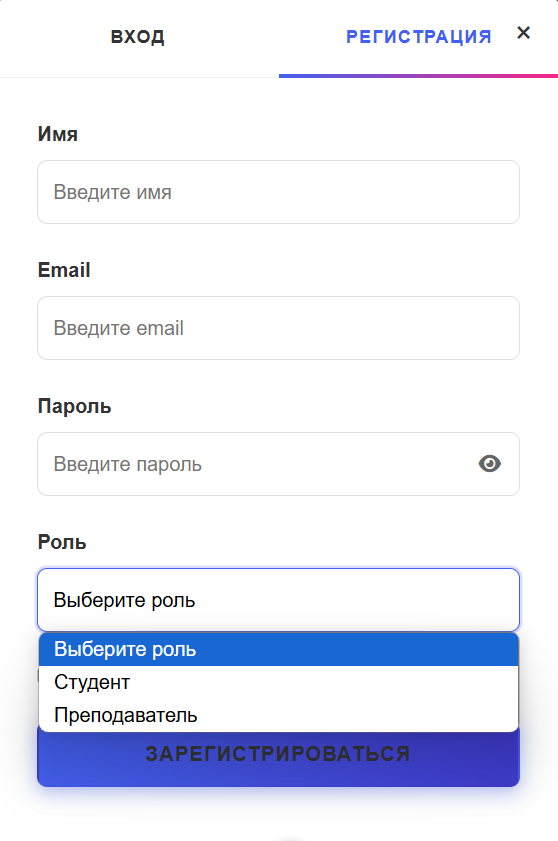 ВХОД
РЕГИСТРАЦИЯ ×
Имя
Введите имя
Email
Введите email
Пароль
Введите пароль
Роль
Выберите роль
Выберите роль
Студент
Преподаватель
ЗАРЕГИСТРИРОВАТЬСЯ